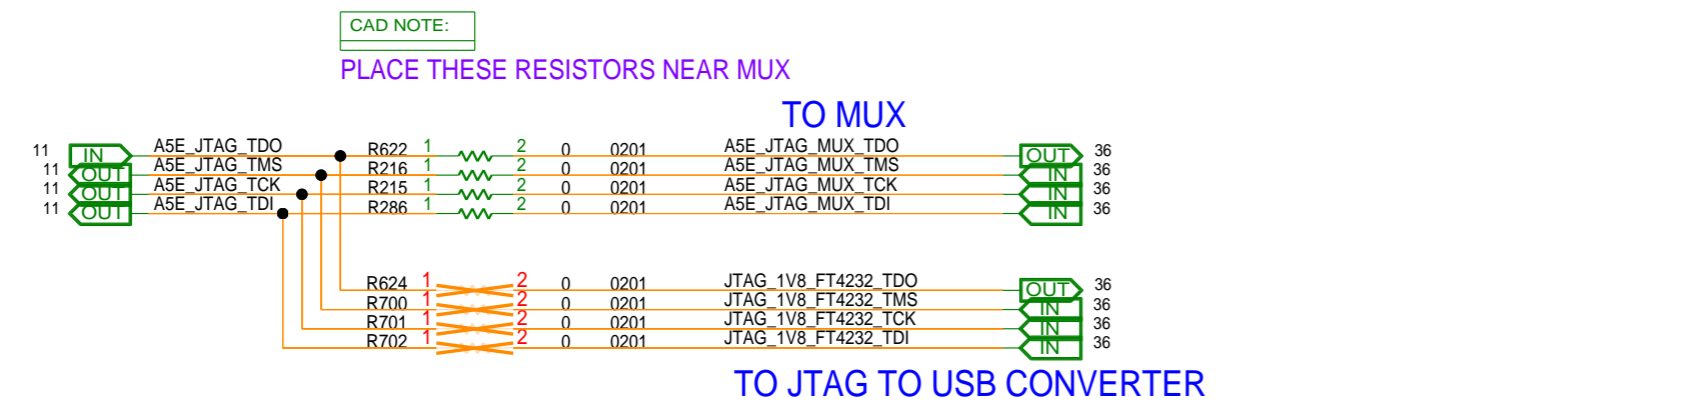 CAD NOTE:
PLACE THESE RESISTORS NEAR MUX
TO MUX
11 IN A5E_JTAG_TDO R622 1 2 0 0201 A5E_JTAG_MUX_TDO OUT 36
11 OUT A5E_JTAG_TMS R216 1 2 0 0201 A5E_JTAG_MUX_TMS IN 36
11 OUT A5E_JTAG_TCK R215 1 2 0 0201 A5E_JTAG_MUX_TCK IN 36
11 OUT A5E_JTAG_TDI R286 1 2 0 0201 A5E_JTAG_MUX_TDI IN 36
R624 1 2 0 0201 JTAG_1V8_FT4232_TDO OUT 36
R700 1 2 0 0201 JTAG_1V8_FT4232_TMS IN 36
R701 1 2 0 0201 JTAG_1V8_FT4232_TCK IN 36
R702 1 2 0 0201 JTAG_1V8_FT4232_TDI IN 36
TO JTAG TO USB CONVERTER